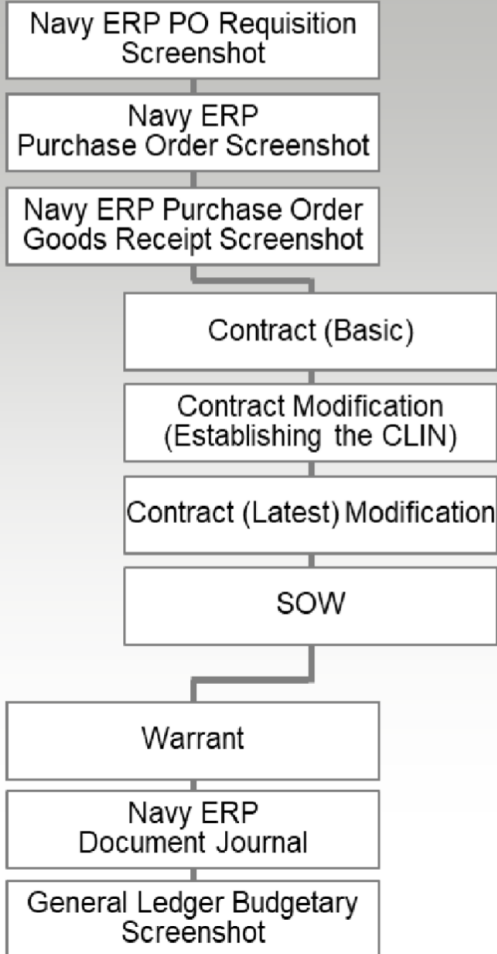 Navy ERP PO Requisition
Screenshot
Navy ERP
Purchase Order Screenshot
Navy ERP Purchase Order
Goods Receipt Screenshot
Contract (Basic)
Contract Modification
(Establishing the CLIN)
Contract (Latest) Modification
SOW
Warrant
Navy ERP
Document Journal
General Ledger Budgetary
Screenshot